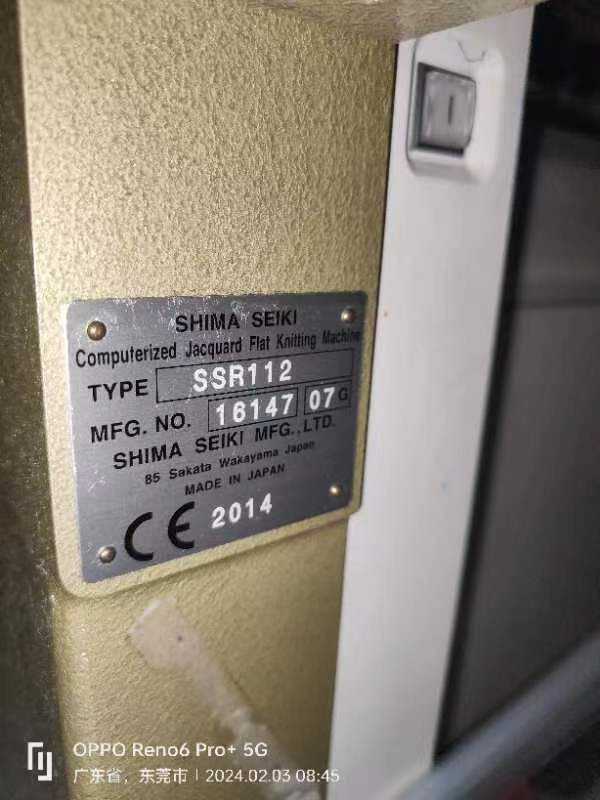 SHIMA SEIKI
Computerized Jacquard Flat Knitting Machine
TYPE SSR112
MFG. NO. 16147 07 G
SHIMA SEIKI MFG., LTD.
85 Sakata Wakayama Japan
MADE IN JAPAN
CE 2014
OPPO Reno6 Pro+ 5G
广东省，东莞市 | 2024.02.03 08:45